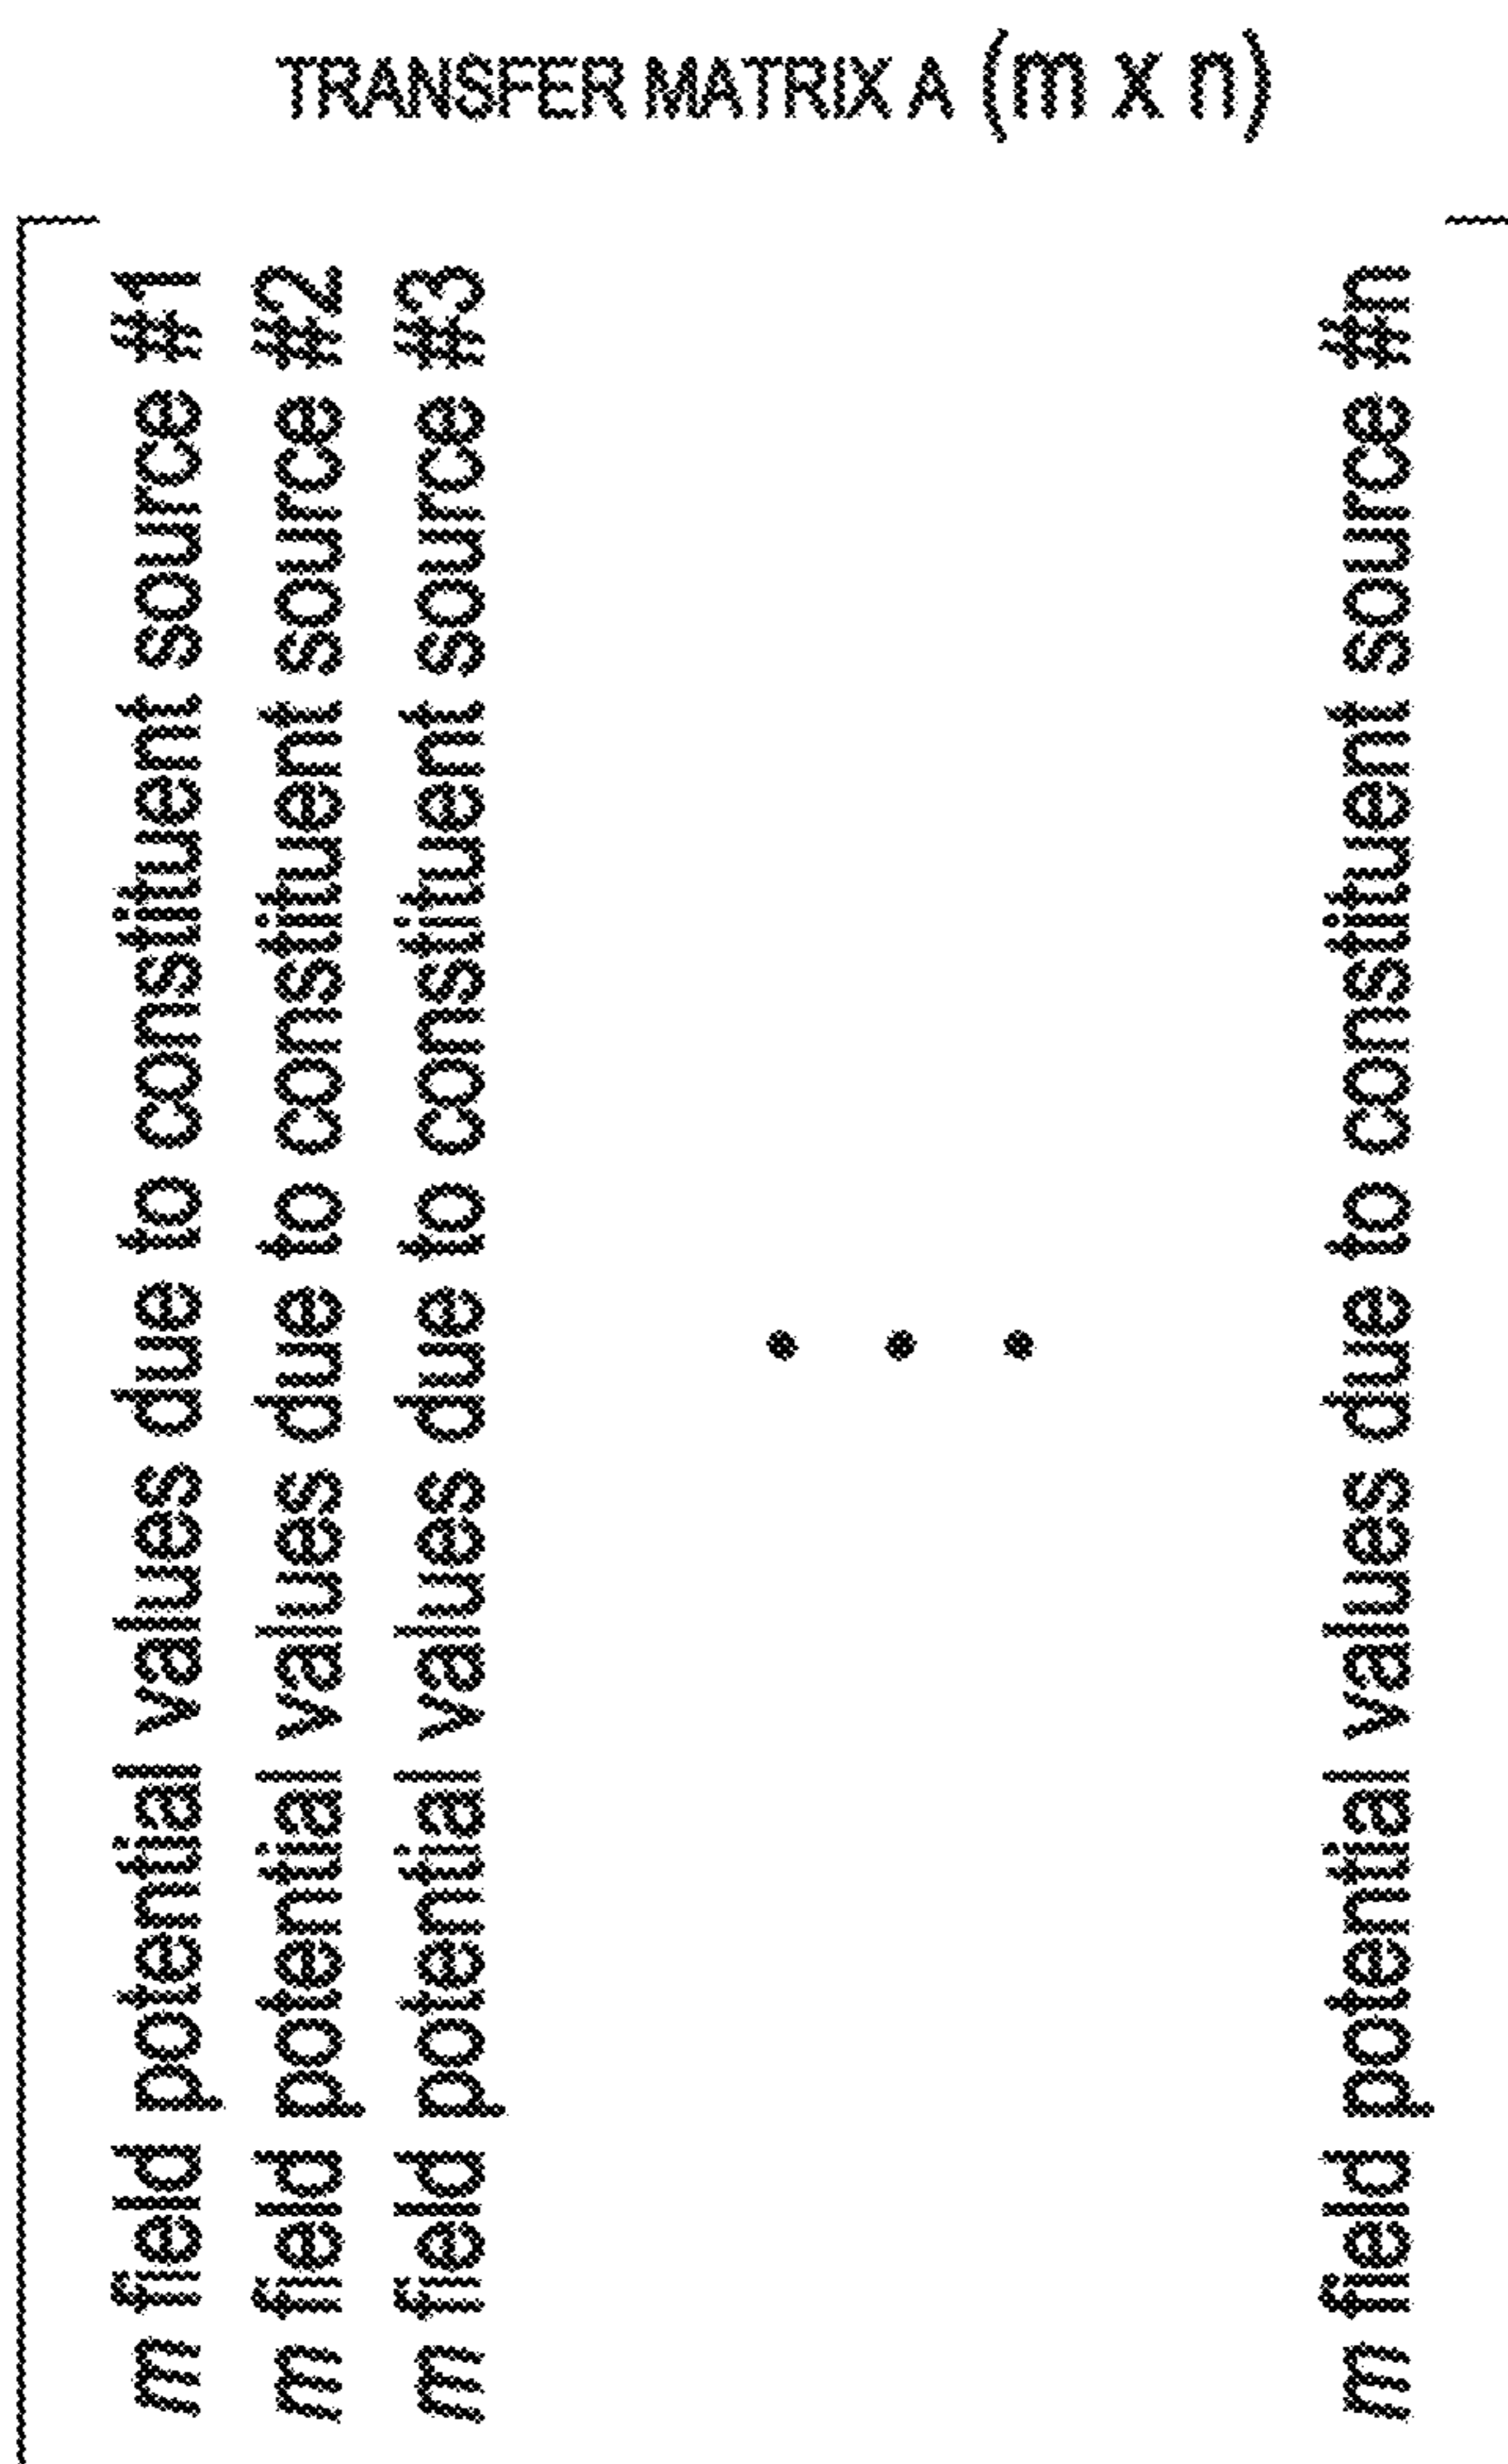 TRANSFER MATRIX A (m x n)
m field potential values due to constituent source #1
m field potential values due to constituent source #2
m field potential values due to constituent source #3
• • •
m field potential values due to constituent source #n